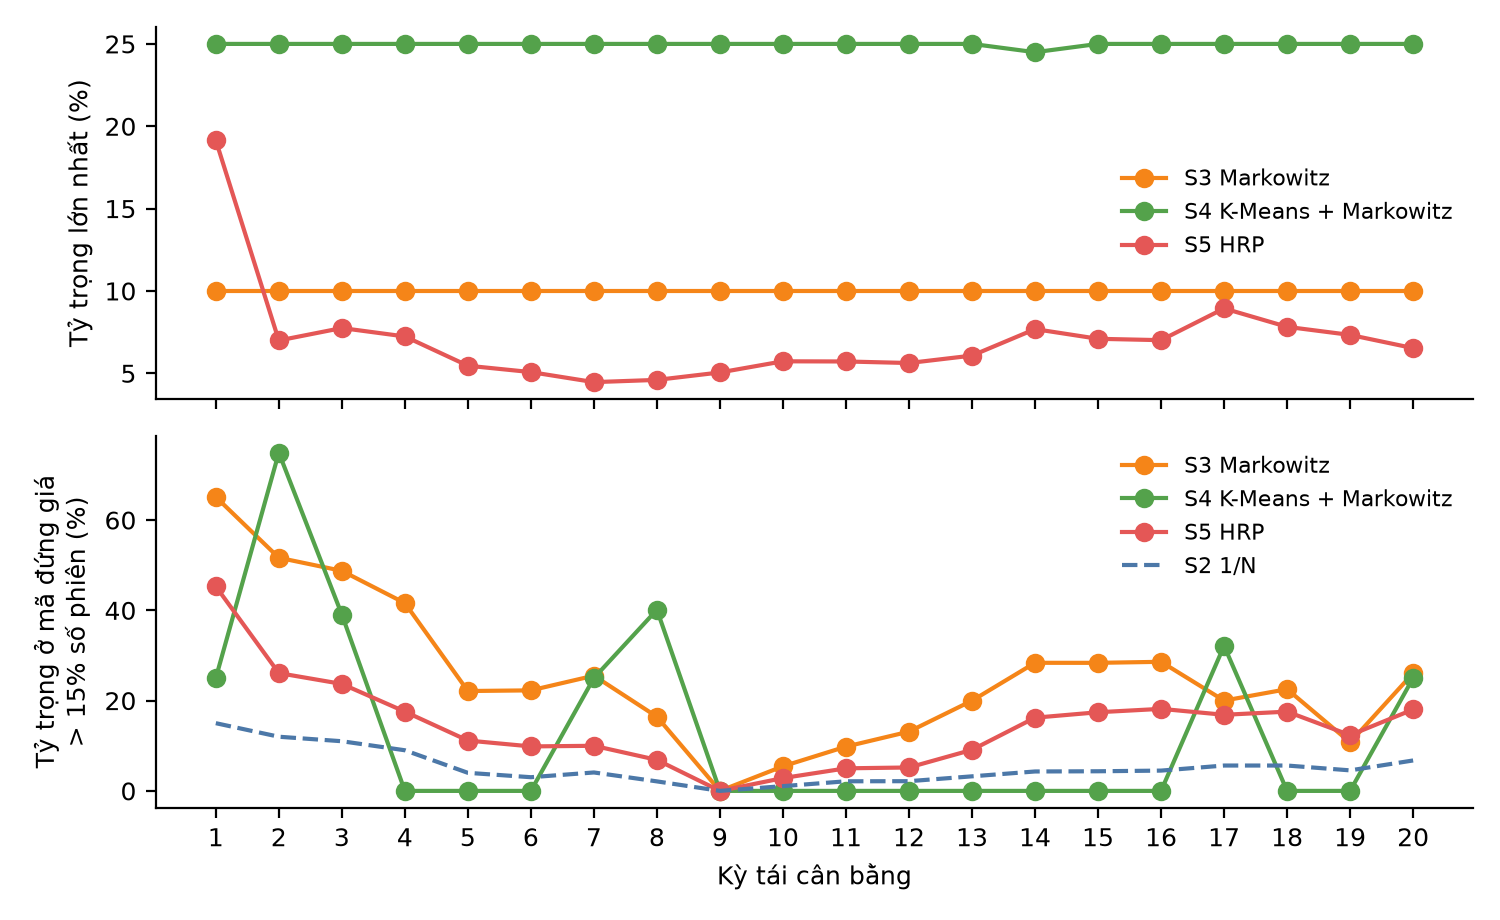 Tỷ trọng lớn nhất (%)
25
20
15
10
5
S3 Markowitz
S4 K-Means + Markowitz
S5 HRP
Tỷ trọng ở mã đứng giá
> 15% số phiên (%)
60
40
20
0
S3 Markowitz
S4 K-Means + Markowitz
S5 HRP
S2 1/N
1 2 3 4 5 6 7 8 9 10 11 12 13 14 15 16 17 18 19 20
Kỳ tái cân bằng